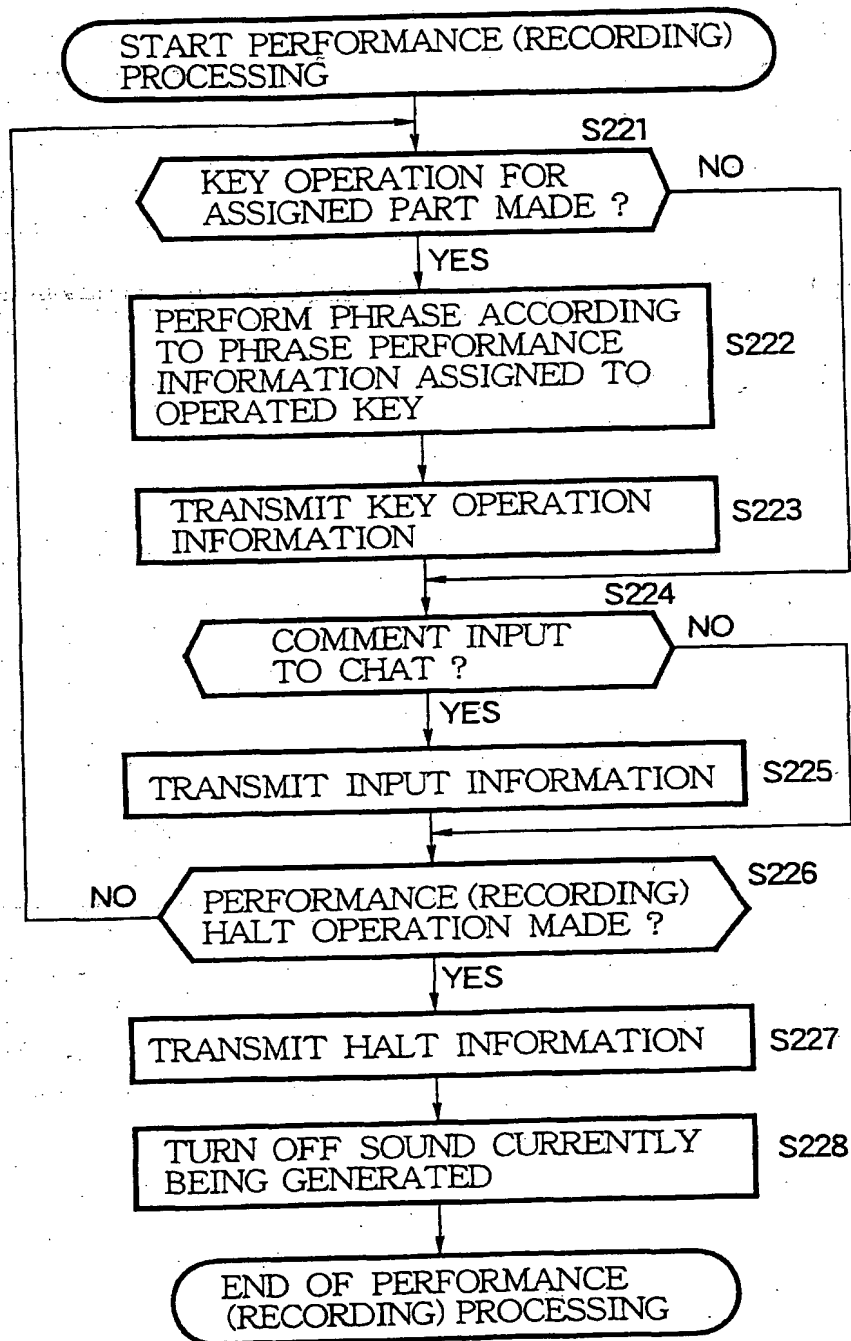 START PERFORMANCE (RECORDING)
PROCESSING
S221
KEY OPERATION FOR
ASSIGNED PART MADE ?
NO
YES
PERFORM PHRASE ACCORDING
TO PHRASE PERFORMANCE
INFORMATION ASSIGNED TO
OPERATED KEY
S222
TRANSMIT KEY OPERATION
INFORMATION
S223
S224
COMMENT INPUT
TO CHAT ?
NO
YES
TRANSMIT INPUT INFORMATION
S225
S226
NO
PERFORMANCE (RECORDING)
HALT OPERATION MADE ?
YES
TRANSMIT HALT INFORMATION
S227
TURN OFF SOUND CURRENTLY
BEING GENERATED
S228
END OF PERFORMANCE
(RECORDING) PROCESSING